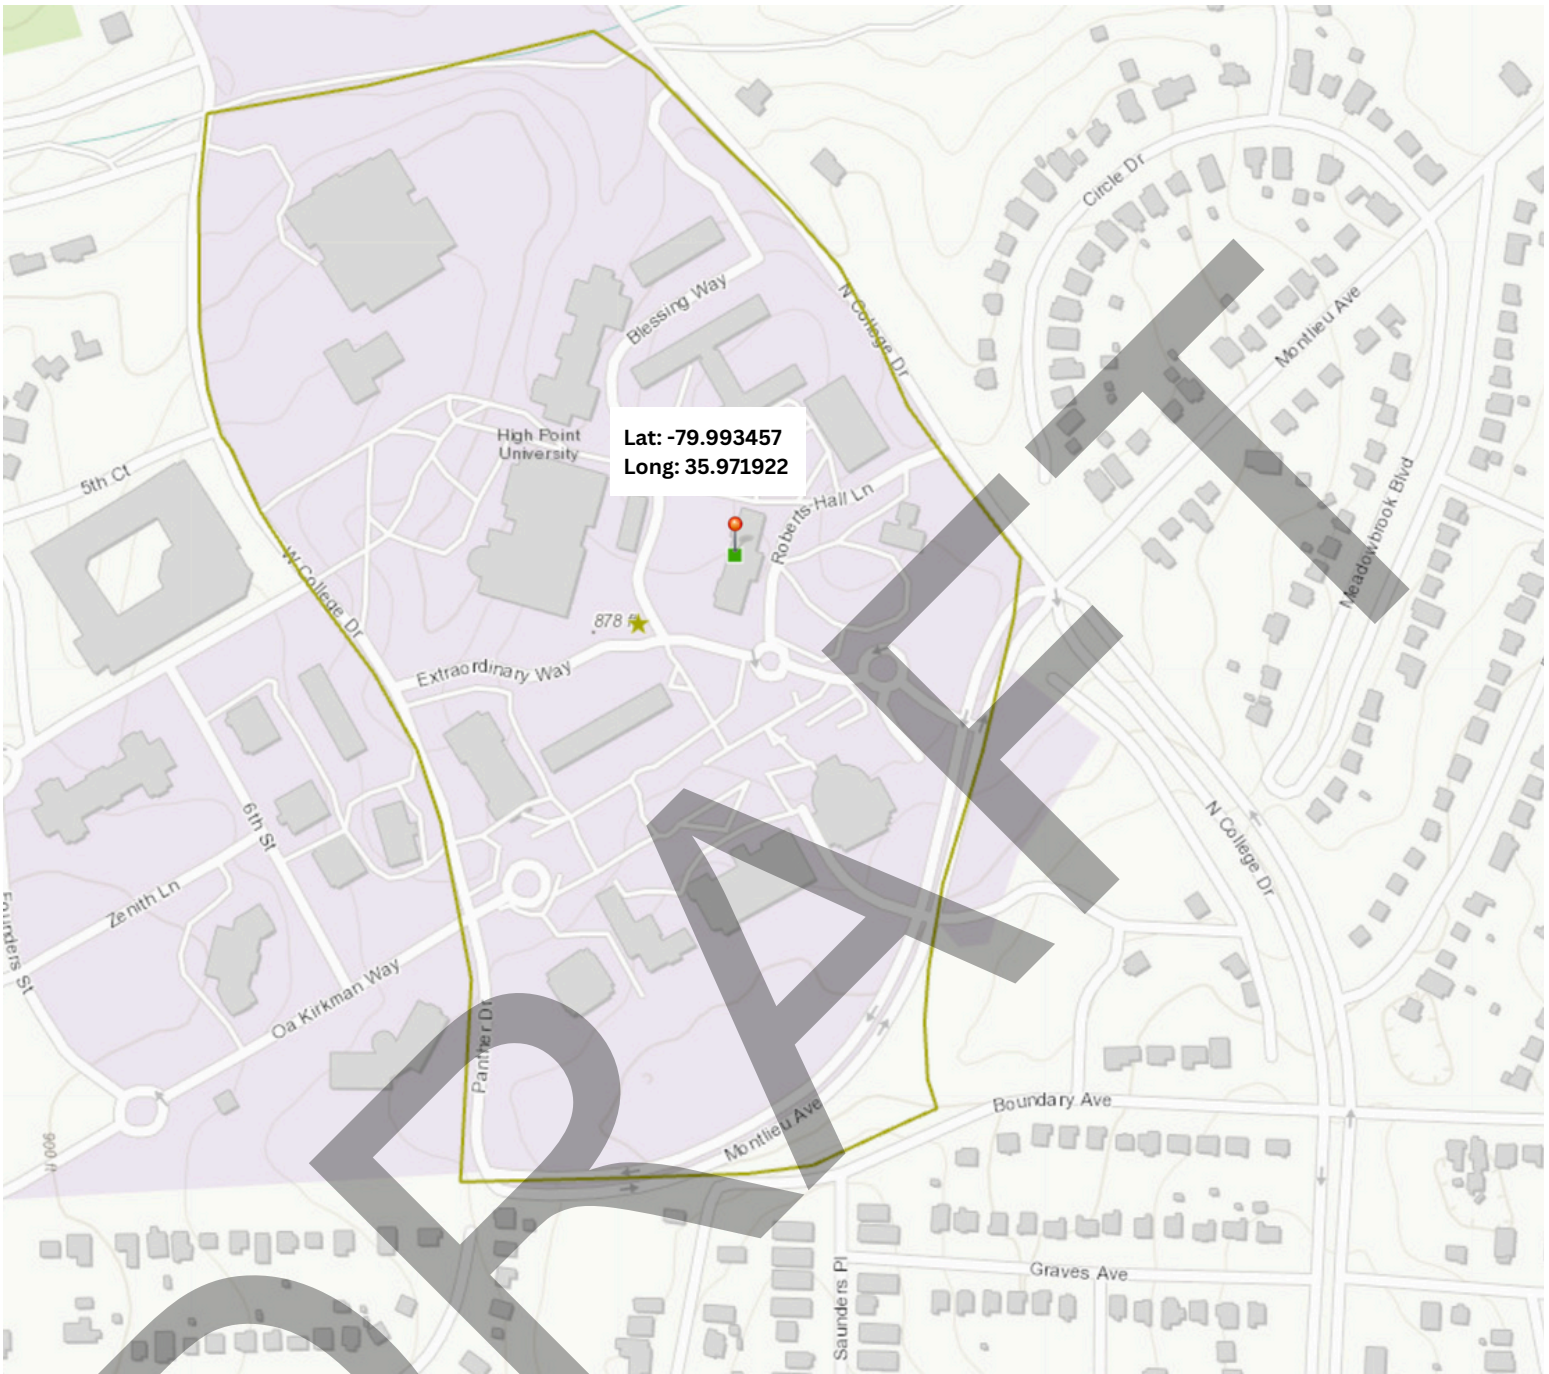 Circle Dr
Blessing Way
N College Dr
Montlieu Ave
High Point
University
Lat: -79.993457
Long: 35.971922
5th Ct
Roberts Hall Ln
Meadowbrook Blvd
W College Dr
878 ft
Extraordinary Way
6th St
N College Dr
Zenith Ln
Founders St
Oa Kirkman Way
Panther Dr
Montlieu Ave
Boundary Ave
900 ft
Graves Ave
Saunders Pl
DRAFT